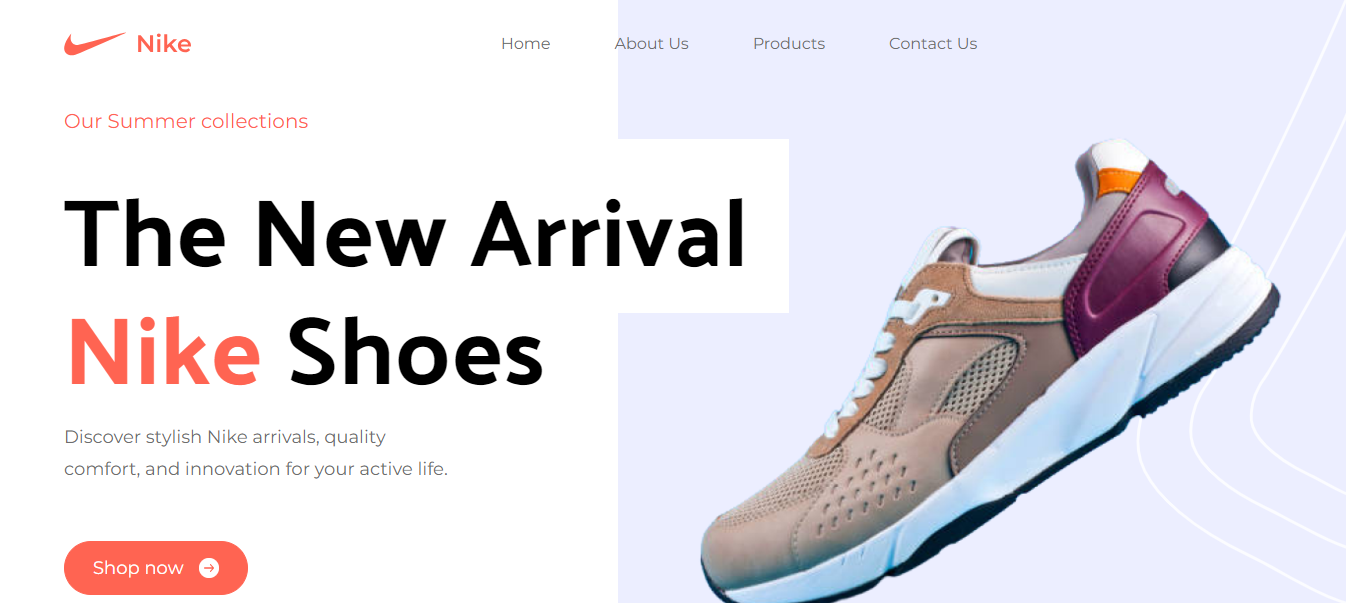 Nike
Home
About Us
Products
Contact Us
Our Summer collections
The New Arrival
Nike Shoes
Discover stylish Nike arrivals, quality
comfort, and innovation for your active life.
Shop now